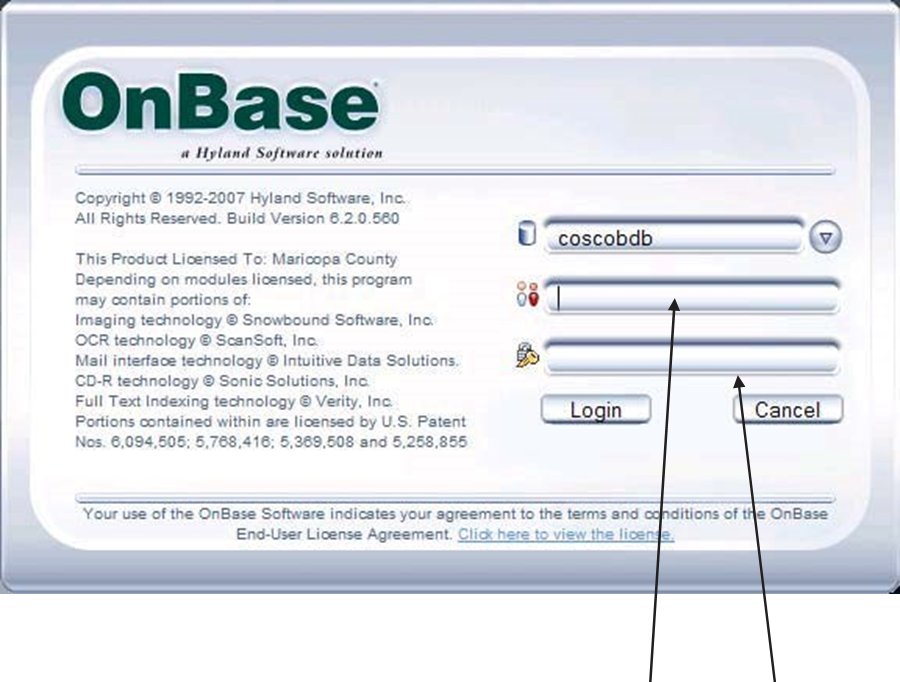 OnBase
a Hyland Software solution
Copyright © 1992-2007 Hyland Software, Inc.
All Rights Reserved. Build Version 6.2.0.560
This Product Licensed To: Maricopa County
Depending on modules licensed, this program
may contain portions of:
Imaging technology © Snowbound Software, Inc.
OCR technology © ScanSoft, Inc.
Mail interface technology © Intuitive Data Solutions.
CD-R technology © Sonic Solutions, Inc.
Full Text Indexing technology © Verity, Inc.
Portions contained within are licensed by U.S. Patent
Nos. 6,094,505; 5,768,416; 5,369,508 and 5,258,855
coscobdb
Login
Cancel
Your use of the OnBase Software indicates your agreement to the terms and conditions of the OnBase
End-User License Agreement. Click here to view the license.